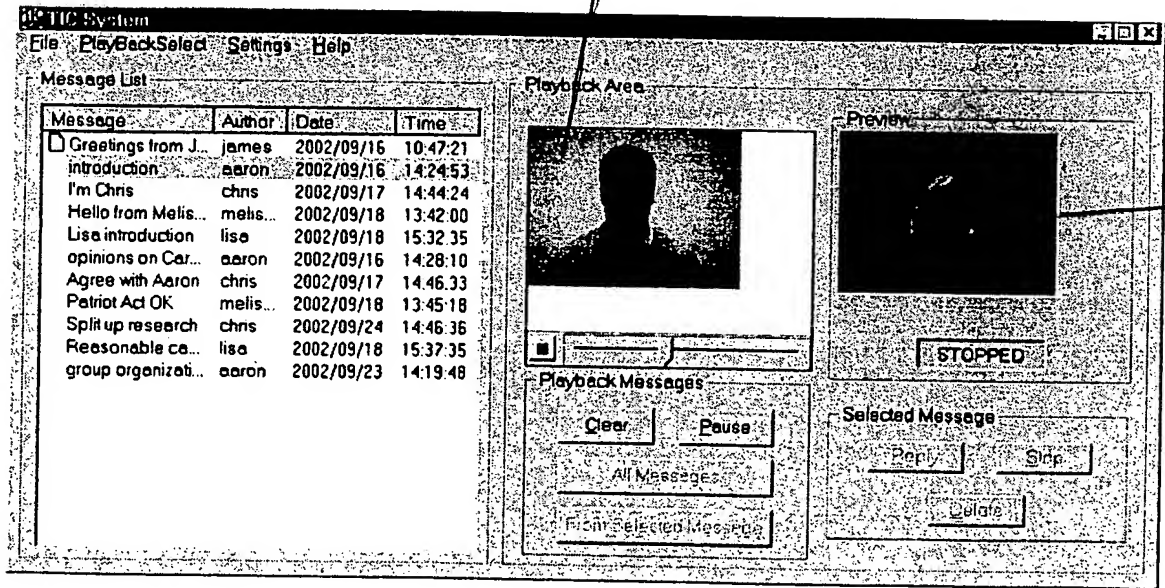 TIC System
File PlayBackSelect Settings Help
Message List
Message Author Date Time
Greetings from J... james 2002/09/16 10:47:21
introduction aaron 2002/09/16 14:24:53
I'm Chris chris 2002/09/17 14:44:24
Hello from Melis... melis... 2002/09/18 13:42:00
Lisa introduction lisa 2002/09/18 15:32:35
opinions on Car... aaron 2002/09/16 14:28:10
Agree with Aaron chris 2002/09/17 14:46:33
Patriot Act OK melis... 2002/09/18 13:45:18
Split up research chris 2002/09/24 14:46:36
Reasonable ca... lisa 2002/09/18 15:37:35
group organizati... aaron 2002/09/23 14:19:48
Playback Area
Preview
STOPPED
Playback Messages
Clear Pause
All Messages
From Selected Message
Selected Message
Reply Skip
Delete